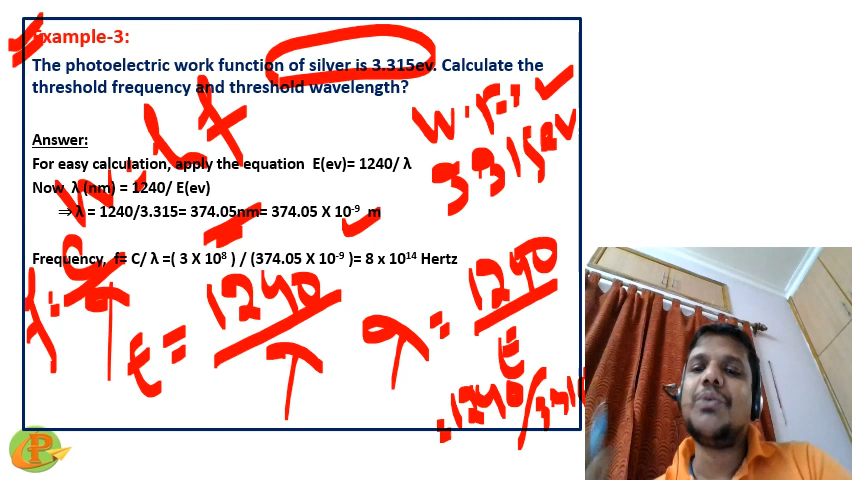 Example-3:
The photoelectric work function of silver is 3.315ev. Calculate the
threshold frequency and threshold wavelength?
Answer:
For easy calculation, apply the equation E(ev)= 1240/ λ
Now λ (nm) = 1240/ E(ev)
⇒ λ = 1240/3.315= 374.05nm= 374.05 X 10⁻⁹ m
Frequency, f= C/ λ =( 3 X 10⁸ ) / (374.05 X 10⁻⁹ )= 8 x 10¹⁴ Hertz
W.F=
3.315ev
E = 1240
λ = 1240
E
= 1240/